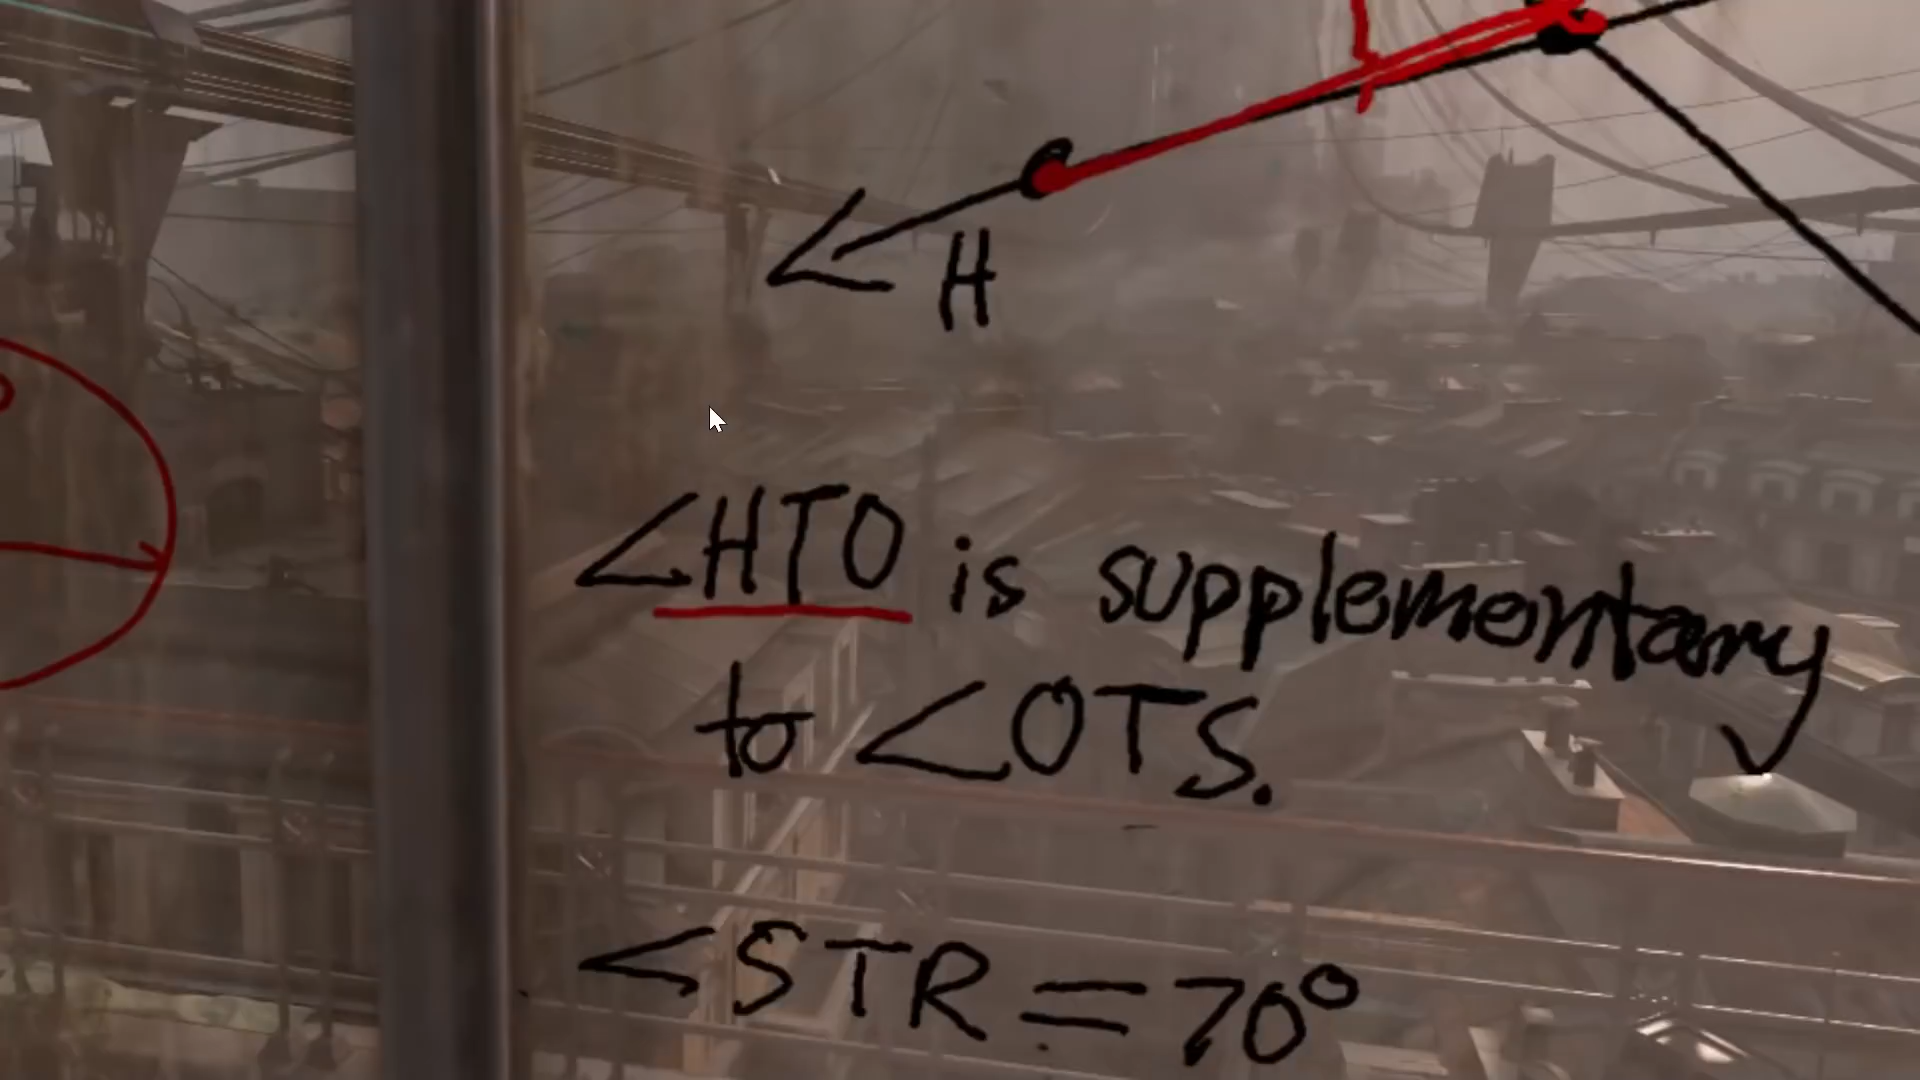 H
∠HTO is supplementary
to ∠OTS.
∠STR = 70°